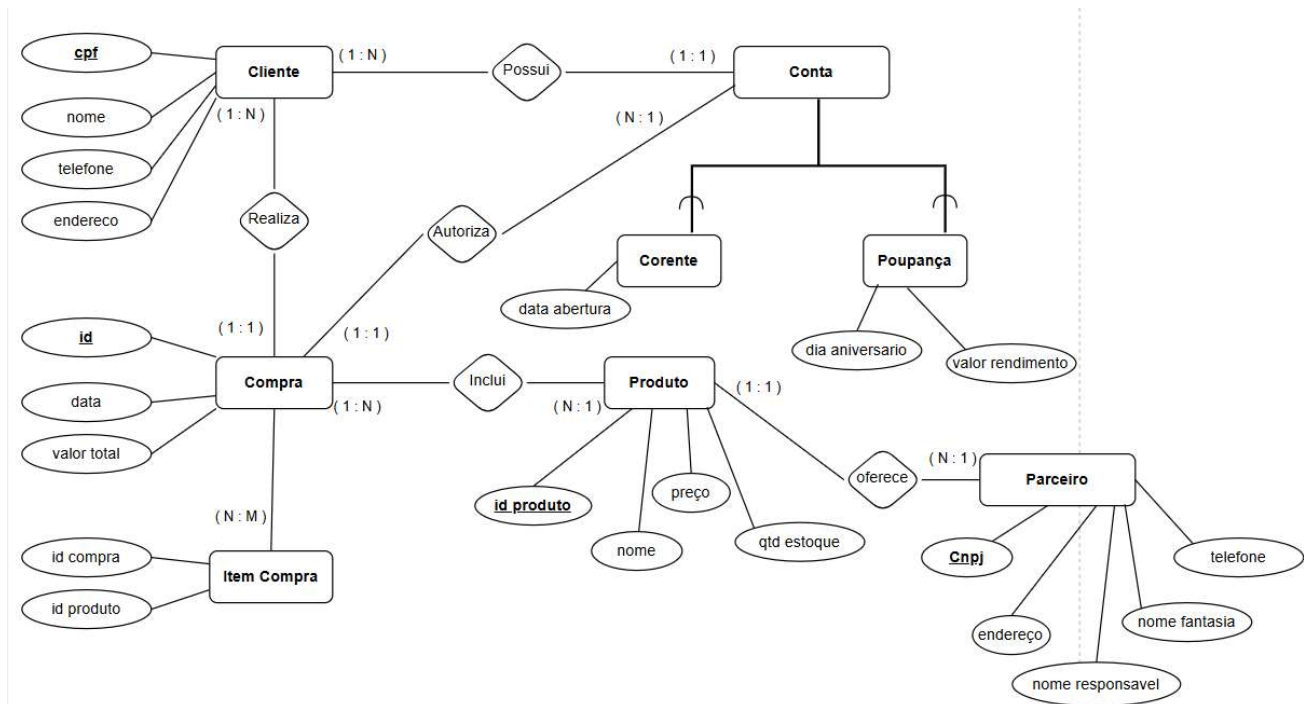 cpf
Cliente
( 1 : N )
Possui
( 1 : 1 )
Conta
nome
( 1 : N )
( N : 1 )
telefone
endereco
Realiza
Autoriza
Corente
Poupança
data abertura
id
( 1 : 1 )
( 1 : 1 )
dia aniversario
valor rendimento
Compra
Inclui
Produto
( 1 : 1 )
data
( 1 : N )
( N : 1 )
valor total
( N : 1 )
oferece
Parceiro
id produto
preço
( N : M )
nome
qtd estoque
id compra
Cnpj
telefone
Item Compra
id produto
endereço
nome fantasia
nome responsavel